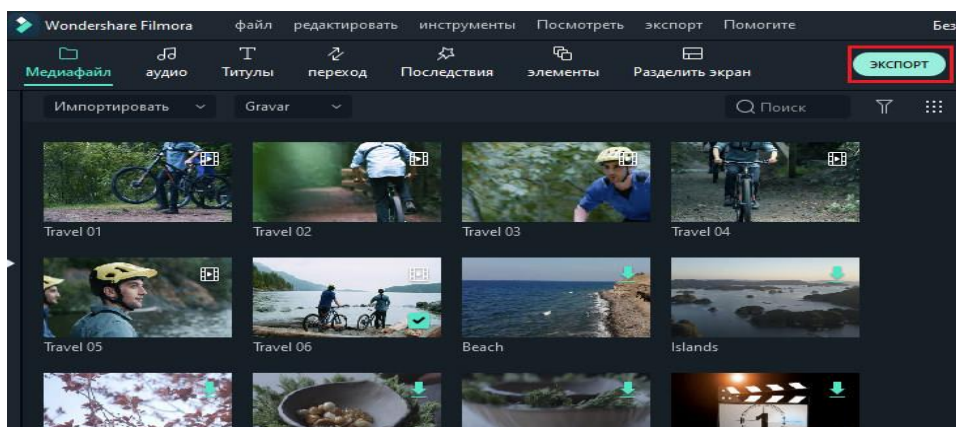 Wondershare Filmora файл редактировать инструменты Посмотреть экспорт Помогите Без
Медиафайл аудио Титулы переход Последствия элементы Разделить экран ЭКСПОРТ
Импортировать Gravar Поиск
Travel 01 Travel 02 Travel 03 Travel 04
Travel 05 Travel 06 Beach Islands
1